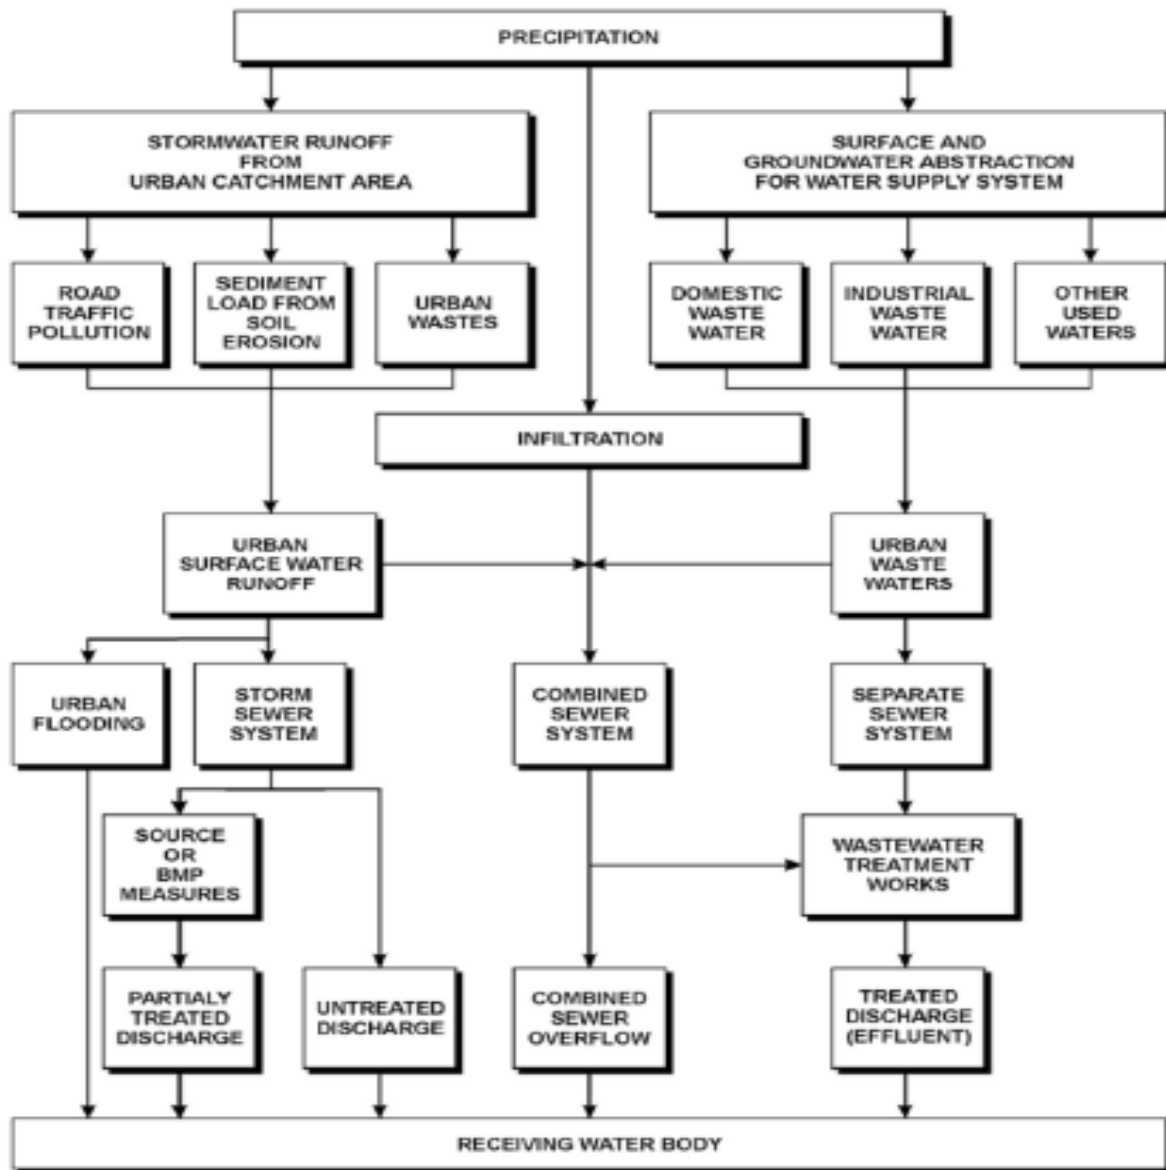 PRECIPITATION
STORMWATER RUNOFF
FROM
URBAN CATCHMENT AREA
SURFACE AND
GROUNDWATER ABSTRACTION
FOR WATER SUPPLY SYSTEM
ROAD
TRAFFIC
POLLUTION
SEDIMENT
LOAD FROM
SOIL
EROSION
URBAN
WASTES
DOMESTIC
WASTE
WATER
INDUSTRIAL
WASTE
WATER
OTHER
USED
WATERS
INFILTRATION
URBAN
SURFACE WATER
RUNOFF
URBAN
WASTE
WATERS
URBAN
FLOODING
STORM
SEWER
SYSTEM
COMBINED
SEWER
SYSTEM
SEPARATE
SEWER
SYSTEM
SOURCE
OR
BMP
MEASURES
WASTEWATER
TREATMENT
WORKS
PARTIALY
TREATED
DISCHARGE
UNTREATED
DISCHARGE
COMBINED
SEWER
OVERFLOW
TREATED
DISCHARGE
(EFFLUENT)
RECEIVING WATER BODY